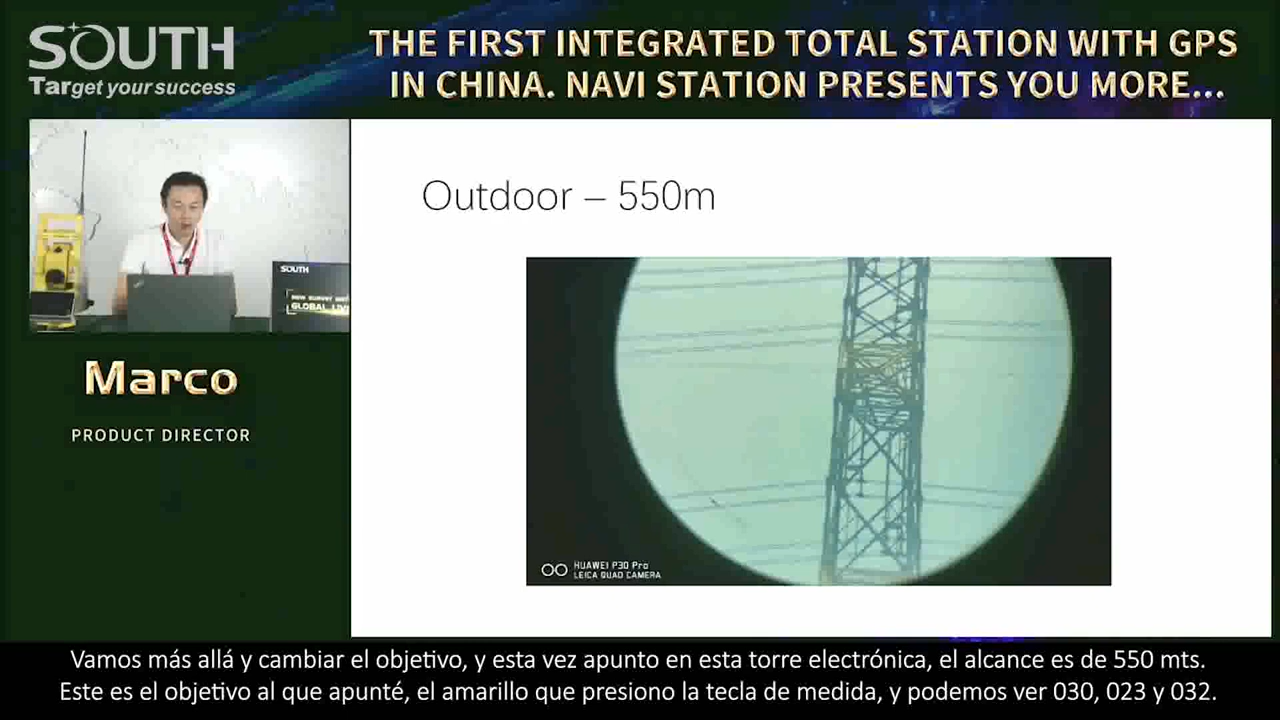 SOUTH
Target your success
THE FIRST INTEGRATED TOTAL STATION WITH GPS
IN CHINA. NAVI STATION PRESENTS YOU MORE...
SOUTH
GLOBAL LIV
Marco
PRODUCT DIRECTOR
Outdoor – 550m
HUAWEI P30 Pro
LEICA QUAD CAMERA
Vamos más allá y cambiar el objetivo, y esta vez apunto en esta torre electrónica, el alcance es de 550 mts.
Este es el objetivo al que apunté, el amarillo que presiono la tecla de medida, y podemos ver 030, 023 y 032.